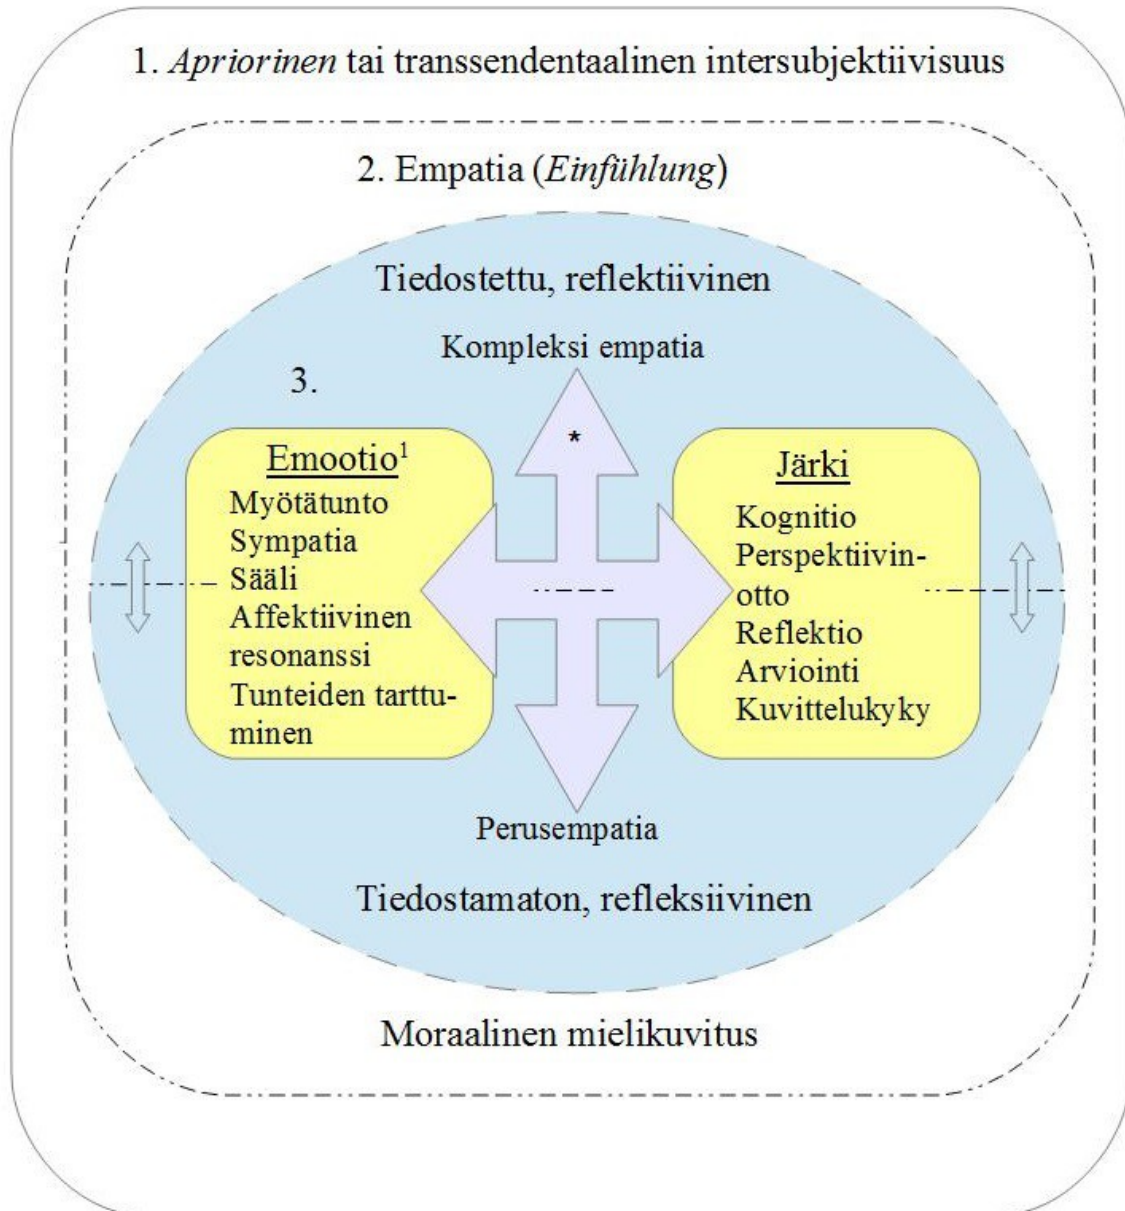 1. Apriorinen tai transsendentaalinen intersubjektiivisuus
2. Empatia (Einfühlung)
Tiedostettu, reflektiivinen
Kompleksi empatia
3.
*
Emootio¹
Myötätunto
Sympatia
Sääli
Affektiivinen
resonanssi
Tunteiden tarttu-
minen
Järki
Kognitio
Perspektiivin-
otto
Reflektio
Arviointi
Kuvittelukyky
Perusempatia
Tiedostamaton, refleksiivinen
Moraalinen mielikuvitus